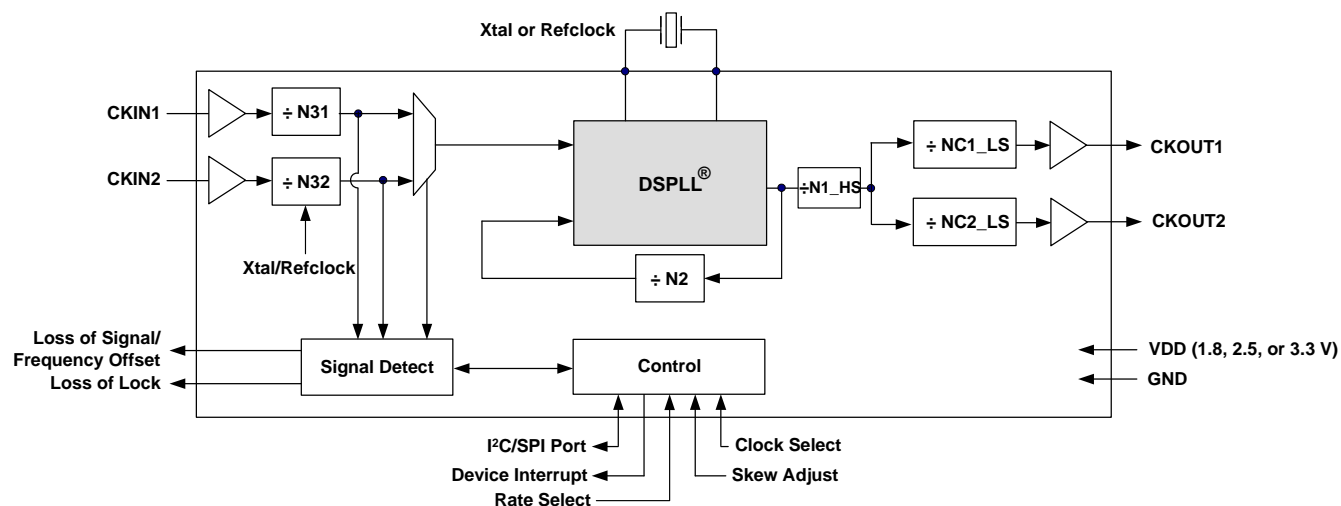 Xtal or Refclock
CKIN1
÷ N31
CKIN2
÷ N32
DSPLL®
÷N1_HS
÷ NC1_LS
CKOUT1
÷ NC2_LS
CKOUT2
÷ N2
Xtal/Refclock
Loss of Signal/
Frequency Offset
Loss of Lock
Signal Detect
Control
VDD (1.8, 2.5, or 3.3 V)
GND
I²C/SPI Port
Device Interrupt
Rate Select
Clock Select
Skew Adjust